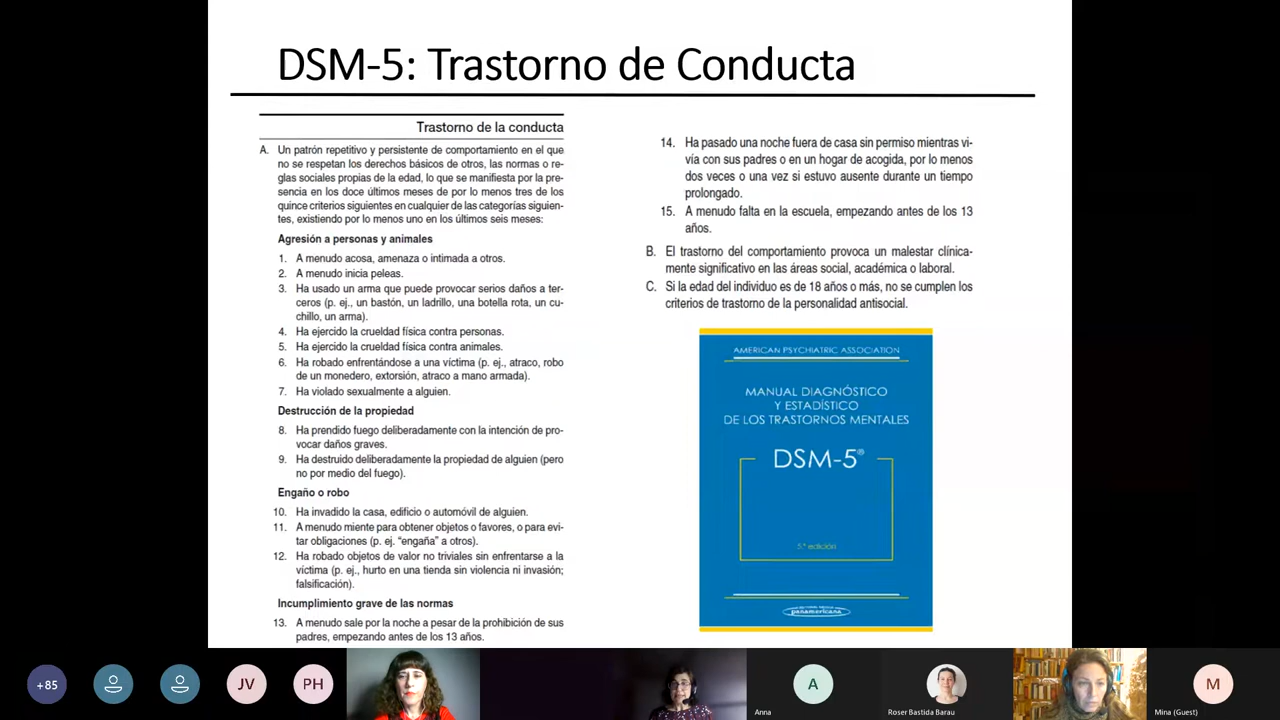 DSM-5: Trastorno de Conducta
Trastorno de la conducta
A. Un patrón repetitivo y persistente de comportamiento en el que
no se respetan los derechos básicos de otros, las normas o re-
glas sociales propias de la edad, lo que se manifiesta por la pre-
sencia en los doce últimos meses de por lo menos tres de los
quince criterios siguientes en cualquier de las categorías siguien-
tes, existiendo por lo menos uno en los últimos seis meses:
Agresión a personas y animales
1. A menudo acosa, amenaza o intimada a otros.
2. A menudo inicia peleas.
3. Ha usado un arma que puede provocar serios daños a ter-
ceros (p. ej., un bastón, un ladrillo, una botella rota, un cu-
chillo, un arma).
4. Ha ejercido la crueldad física contra personas.
5. Ha ejercido la crueldad física contra animales.
6. Ha robado enfrentándose a una víctima (p. ej., atraco, robo
de un monedero, extorsión, atraco a mano armada).
7. Ha violado sexualmente a alguien.
Destrucción de la propiedad
8. Ha prendido fuego deliberadamente con la intención de pro-
vocar daños graves.
9. Ha destruido deliberadamente la propiedad de alguien (pero
no por medio del fuego).
Engaño o robo
10. Ha invadido la casa, edificio o automóvil de alguien.
11. A menudo miente para obtener objetos o favores, o para evi-
tar obligaciones (p. ej. “engaña” a otros).
12. Ha robado objetos de valor no triviales sin enfrentarse a la
víctima (p. ej., hurto en una tienda sin violencia ni invasión;
falsificación).
Incumplimiento grave de las normas
13. A menudo sale por la noche a pesar de la prohibición de sus
padres, empezando antes de los 13 años.
14. Ha pasado una noche fuera de casa sin permiso mientras vi-
vía con sus padres o en un hogar de acogida, por lo menos
dos veces o una vez si estuvo ausente durante un tiempo
prolongado.
15. A menudo falta en la escuela, empezando antes de los 13
años.
B. El trastorno del comportamiento provoca un malestar clínica-
mente significativo en las áreas social, académica o laboral.
C. Si la edad del individuo es de 18 años o más, no se cumplen los
criterios de trastorno de la personalidad antisocial.
AMERICAN PSYCHIATRIC ASSOCIATION
MANUAL DIAGNÓSTICO
Y ESTADÍSTICO
DE LOS TRASTORNOS MENTALES
DSM-5®
5.ª edición
panamericana
+85
JV
PH
A
Anna
Roser Bastida Barau
M
Mina (Guest)